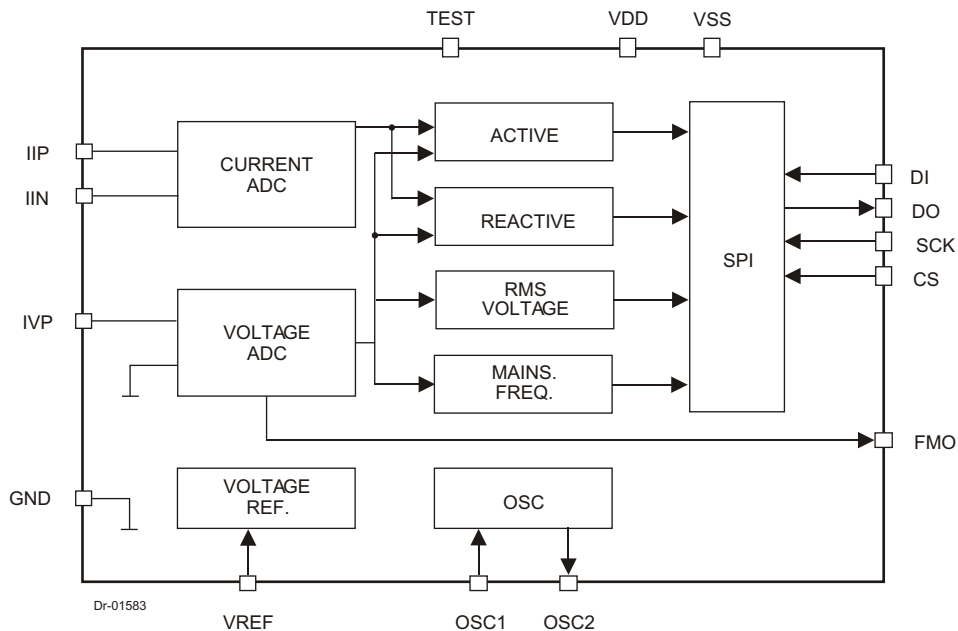 TEST
VDD
VSS
IIP
IIN
CURRENT
ADC
ACTIVE
REACTIVE
RMS
VOLTAGE
MAINS.
FREQ.
SPI
DI
DO
SCK
CS
IVP
VOLTAGE
ADC
FMO
GND
VOLTAGE
REF.
OSC
Dr-01583
VREF
OSC1
OSC2